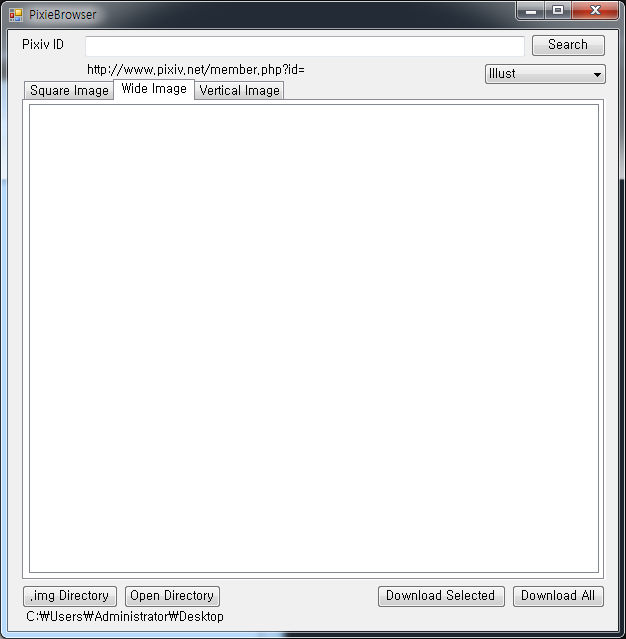 PixieBrowser
Pixiv ID
Search
http://www.pixiv.net/member.php?id=
Illust
Square Image Wide Image Vertical Image
.img Directory Open Directory Download Selected Download All
C:₩Users₩Administrator₩Desktop